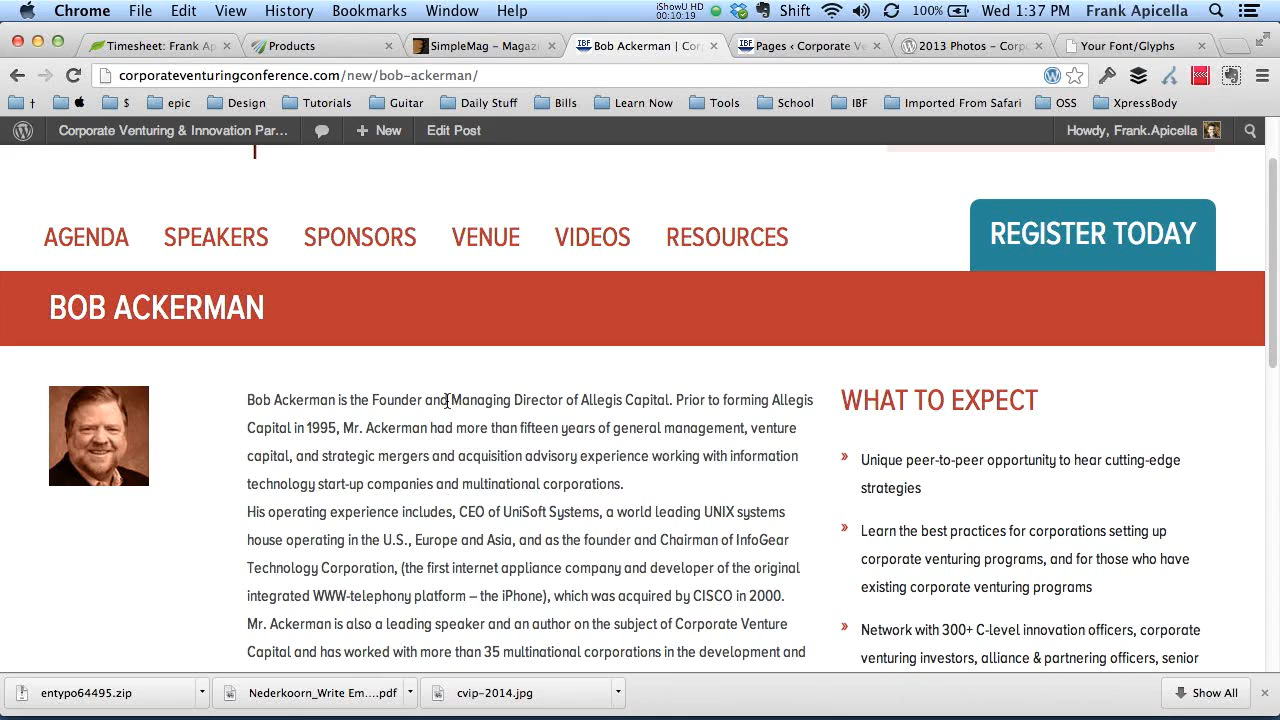 Chrome File Edit View History Bookmarks Window Help iShowU HD 00:10:19 Shift 100% Wed 1:37 PM Frank Apicella
Timesheet: Frank Ap Products SimpleMag – Magazi Bob Ackerman | Cor Pages ‹ Corporate Ve 2013 Photos – Corp Your Font/Glyphs
corporateventuringconference.com/new/bob-ackerman/
† $ epic Design Tutorials Guitar Daily Stuff Bills Learn Now Tools School IBF Imported From Safari OSS XpressBody
Corporate Venturing & Innovation Par... + New Edit Post Howdy, Frank.Apicella
AGENDA SPEAKERS SPONSORS VENUE VIDEOS RESOURCES REGISTER TODAY
BOB ACKERMAN
Bob Ackerman is the Founder and Managing Director of Allegis Capital. Prior to forming Allegis
Capital in 1995, Mr. Ackerman had more than fifteen years of general management, venture
capital, and strategic mergers and acquisition advisory experience working with information
technology start-up companies and multinational corporations.
His operating experience includes, CEO of UniSoft Systems, a world leading UNIX systems
house operating in the U.S., Europe and Asia, and as the founder and Chairman of InfoGear
Technology Corporation, (the first internet appliance company and developer of the original
integrated WWW-telephony platform – the iPhone), which was acquired by CISCO in 2000.
Mr. Ackerman is also a leading speaker and an author on the subject of Corporate Venture
Capital and has worked with more than 35 multinational corporations in the development and
WHAT TO EXPECT
» Unique peer-to-peer opportunity to hear cutting-edge
strategies
» Learn the best practices for corporations setting up
corporate venturing programs, and for those who have
existing corporate venturing programs
» Network with 300+ C-level innovation officers, corporate
venturing investors, alliance & partnering officers, senior
entypo64495.zip Nederkoorn_Write Em....pdf cvip-2014.jpg Show All